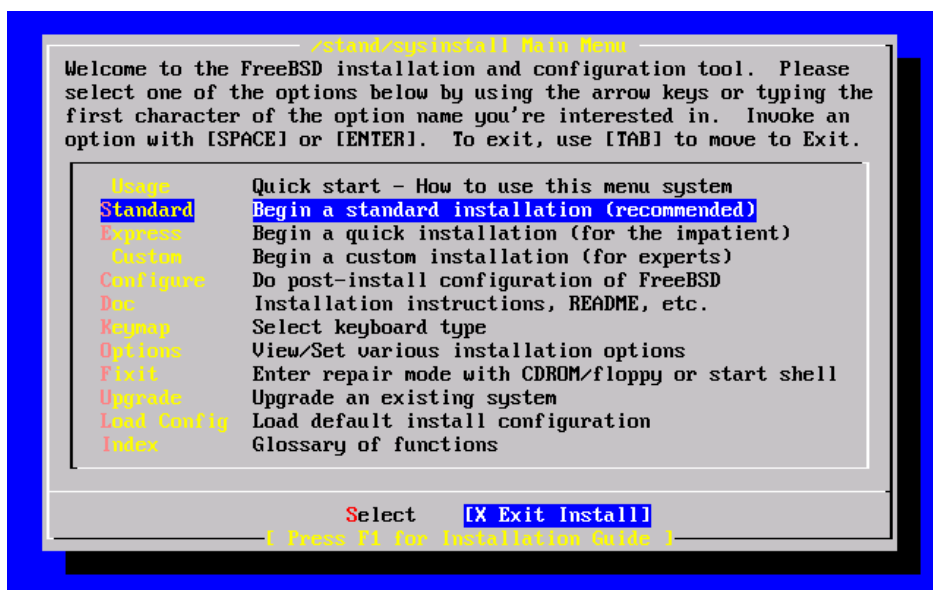 /stand/sysinstall Main Menu
Welcome to the FreeBSD installation and configuration tool.  Please
select one of the options below by using the arrow keys or typing the
first character of the option name you're interested in.  Invoke an
option with [SPACE] or [ENTER].  To exit, use [TAB] to move to Exit.
Usage Quick start - How to use this menu system
Standard Begin a standard installation (recommended)
Express Begin a quick installation (for the impatient)
Custom Begin a custom installation (for experts)
Configure Do post-install configuration of FreeBSD
Doc Installation instructions, README, etc.
Keymap Select keyboard type
Options View/Set various installation options
Fixit Enter repair mode with CDROM/floppy or start shell
Upgrade Upgrade an existing system
Load Config Load default install configuration
Index Glossary of functions
Select [X Exit Install]
[ Press F1 for Installation Guide ]